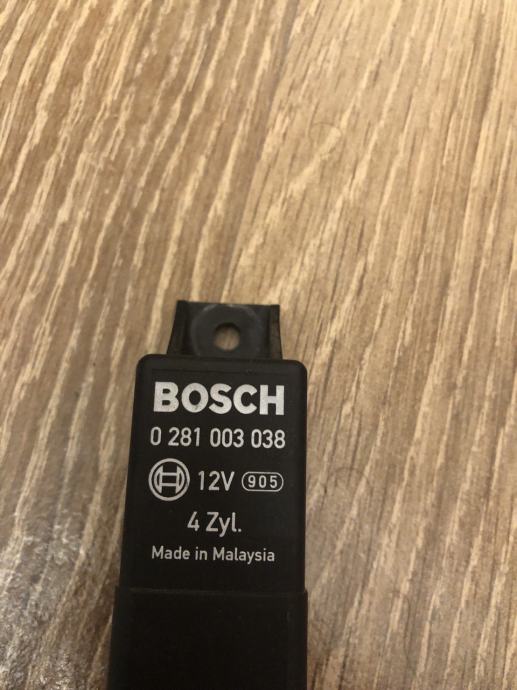 BOSCH
0 281 003 038
12V 905
4 Zyl.
Made in Malaysia